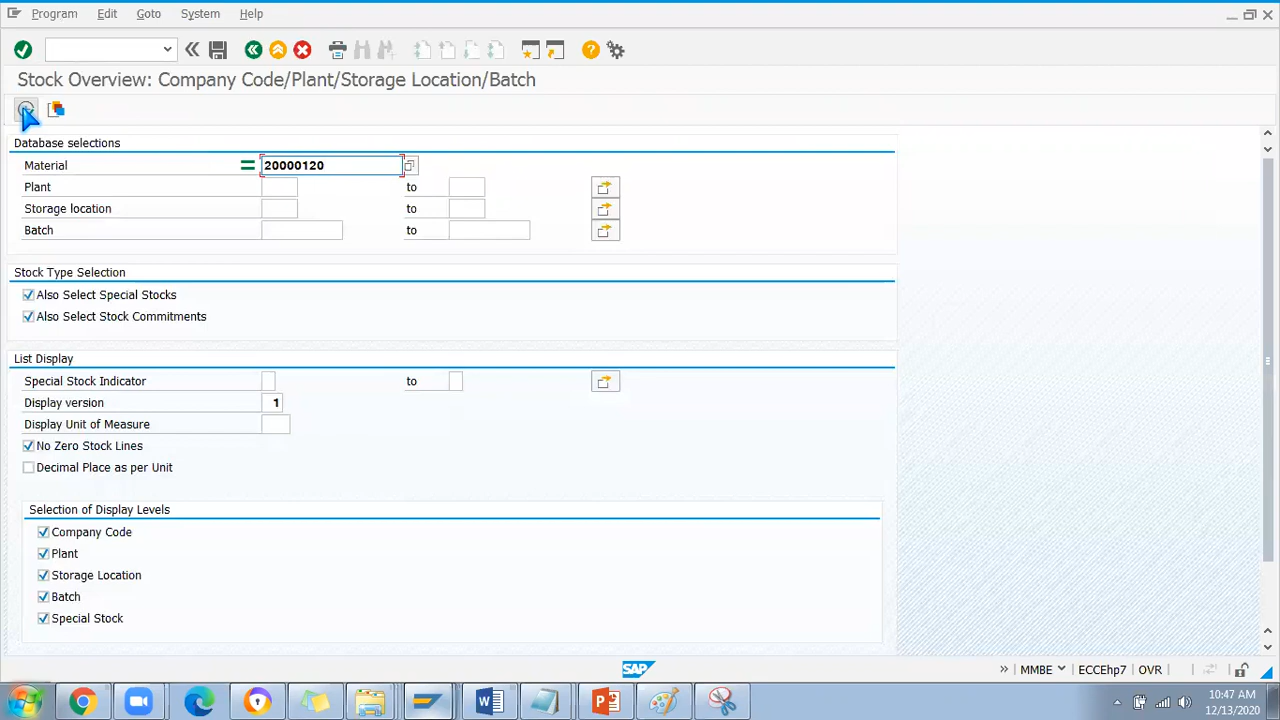 Program Edit Goto System Help
Stock Overview: Company Code/Plant/Storage Location/Batch
Database selections
Material 20000120
Plant to
Storage location to
Batch to
Stock Type Selection
Also Select Special Stocks
Also Select Stock Commitments
List Display
Special Stock Indicator to
Display version 1
Display Unit of Measure
No Zero Stock Lines
Decimal Place as per Unit
Selection of Display Levels
Company Code
Plant
Storage Location
Batch
Special Stock
SAP MMBE ECCEhp7 OVR
10:47 AM
12/13/2020